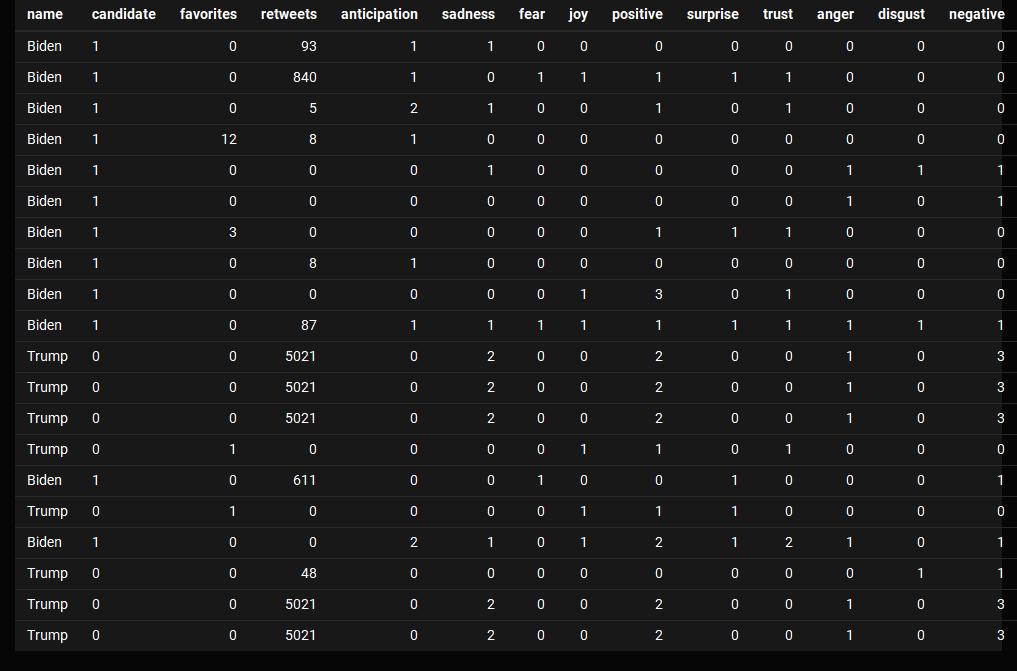 name candidate favorites retweets anticipation sadness fear joy positive surprise trust anger disgust negative
Biden 1 0 93 1 1 0 0 0 0 0 0 0 0
Biden 1 0 840 1 0 1 1 1 1 1 0 0 0
Biden 1 0 5 2 1 0 0 1 0 1 0 0 0
Biden 1 12 8 1 0 0 0 0 0 0 0 0 0
Biden 1 0 0 0 1 0 0 0 0 0 1 1 1
Biden 1 0 0 0 0 0 0 0 0 0 1 0 1
Biden 1 3 0 0 0 0 0 1 1 1 0 0 0
Biden 1 0 8 1 0 0 0 0 0 0 0 0 0
Biden 1 0 0 0 0 0 1 3 0 1 0 0 0
Biden 1 0 87 1 1 1 1 1 1 1 1 1 1
Trump 0 0 5021 0 2 0 0 2 0 0 1 0 3
Trump 0 0 5021 0 2 0 0 2 0 0 1 0 3
Trump 0 0 5021 0 2 0 0 2 0 0 1 0 3
Trump 0 1 0 0 0 0 1 1 0 1 0 0 0
Biden 1 0 611 0 0 1 0 0 1 0 0 0 1
Trump 0 1 0 0 0 0 1 1 1 0 0 0 0
Biden 1 0 0 2 1 0 1 2 1 2 1 0 1
Trump 0 0 48 0 0 0 0 0 0 0 0 1 1
Trump 0 0 5021 0 2 0 0 2 0 0 1 0 3
Trump 0 0 5021 0 2 0 0 2 0 0 1 0 3